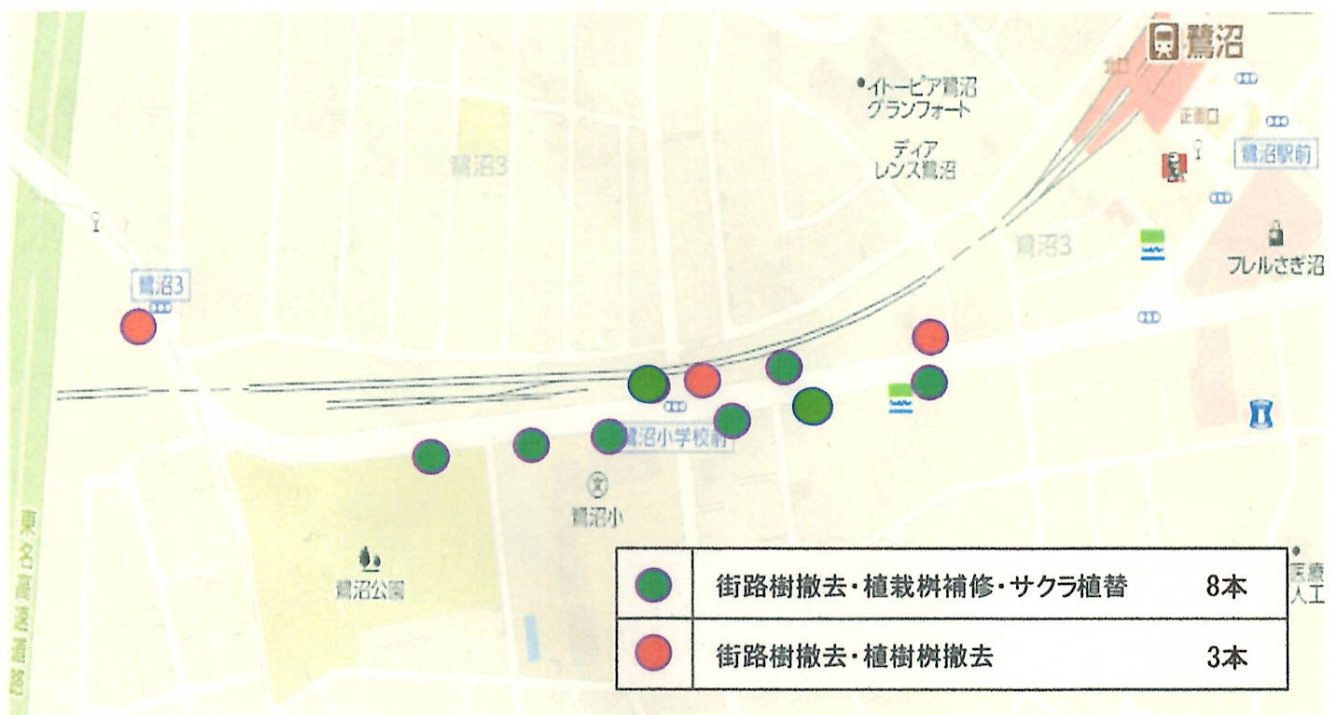 鷺沼
北口
イトーピア鷺沼
グランフォート
正面口
ディア
レンス鷺沼
鷺沼駅前
鷺沼3
鷺沼3
フレルさぎ沼
鷺沼3
鷺沼小学校前
鷺沼小
東名高速道路
鷺沼公園
街路樹撤去・植栽桝補修・サクラ植替 8本
医療
人工
街路樹撤去・植樹桝撤去 3本